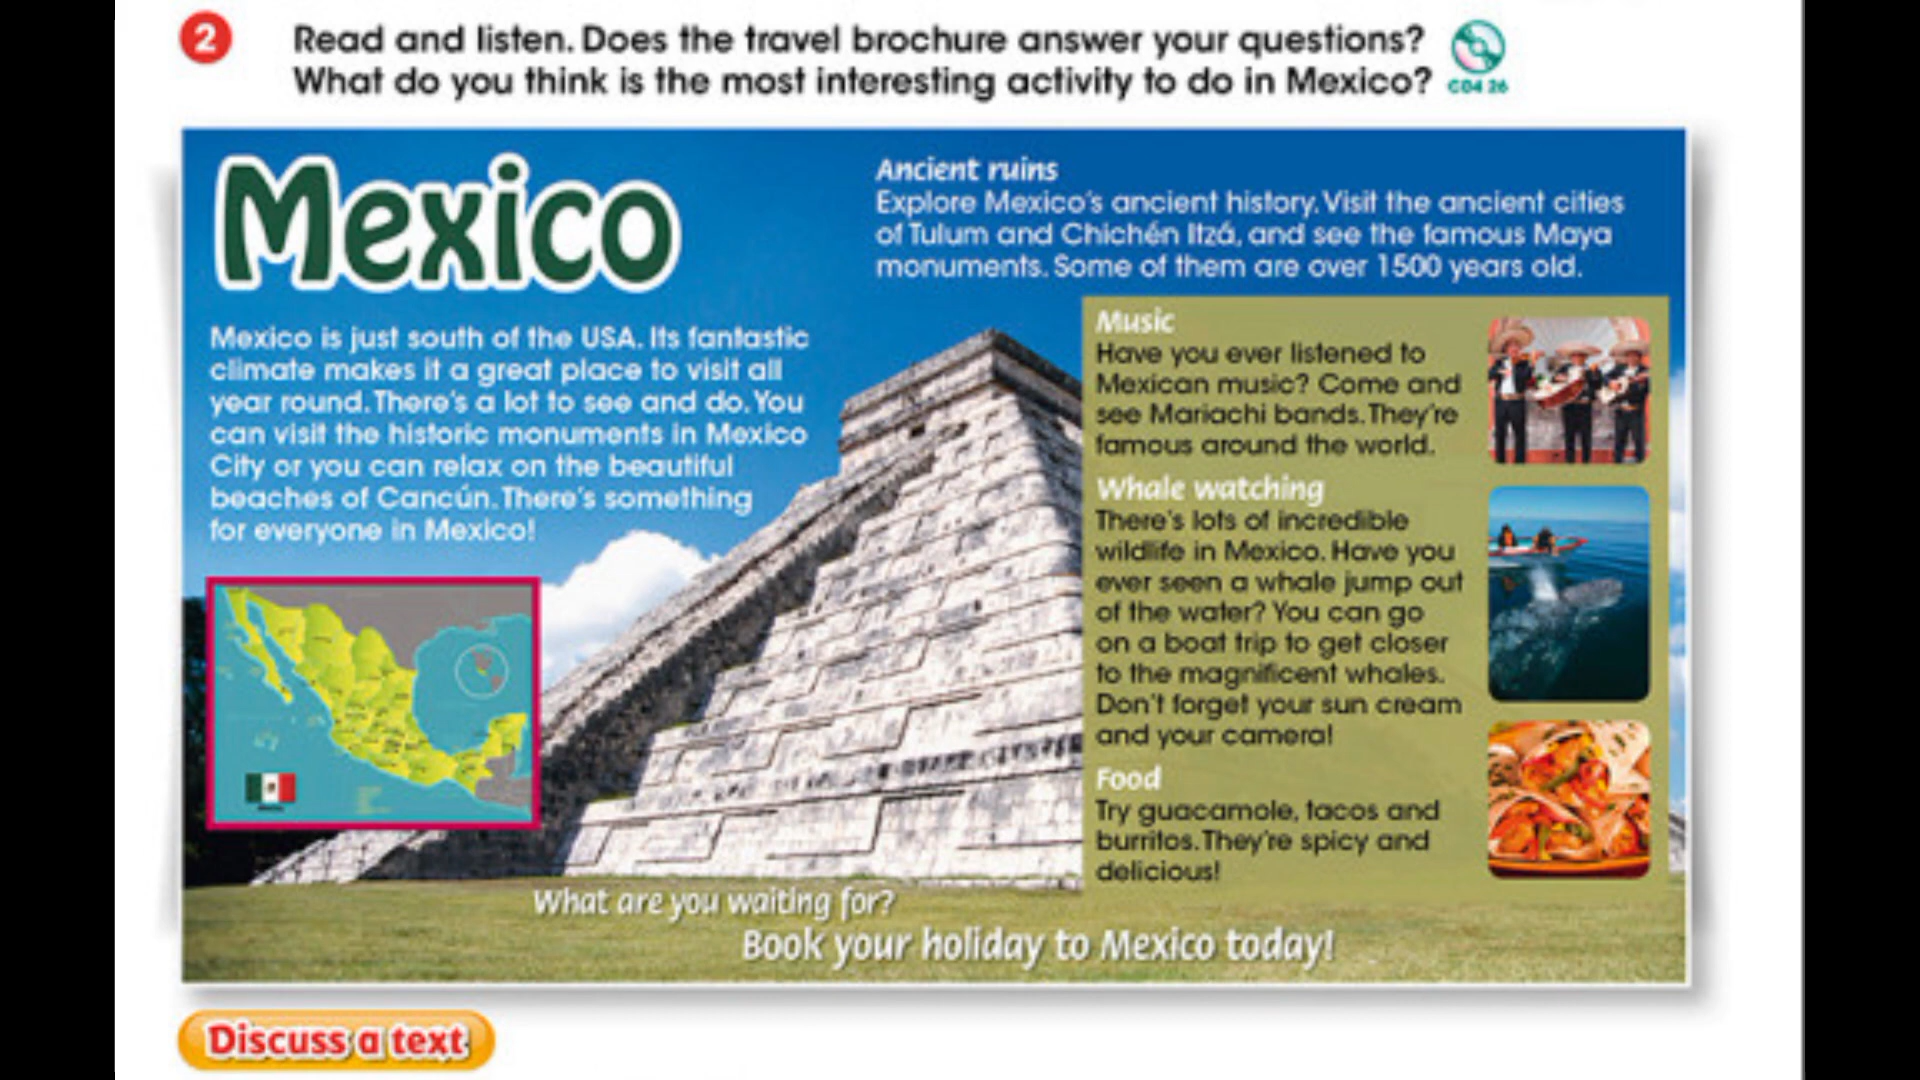 2
Read and listen. Does the travel brochure answer your questions?
What do you think is the most interesting activity to do in Mexico?
CD4 26
Mexico
Mexico is just south of the USA. Its fantastic
climate makes it a great place to visit all
year round. There's a lot to see and do. You
can visit the historic monuments in Mexico
City or you can relax on the beautiful
beaches of Cancún. There's something
for everyone in Mexico!
Ancient ruins
Explore Mexico's ancient history. Visit the ancient cities
of Tulum and Chichén Itzá, and see the famous Maya
monuments. Some of them are over 1500 years old.
Music
Have you ever listened to
Mexican music? Come and
see Mariachi bands. They're
famous around the world.
Whale watching
There's lots of incredible
wildlife in Mexico. Have you
ever seen a whale jump out
of the water? You can go
on a boat trip to get closer
to the magnificent whales.
Don't forget your sun cream
and your camera!
Food
Try guacamole, tacos and
burritos. They're spicy and
delicious!
What are you waiting for?
Book your holiday to Mexico today!
Discuss a text